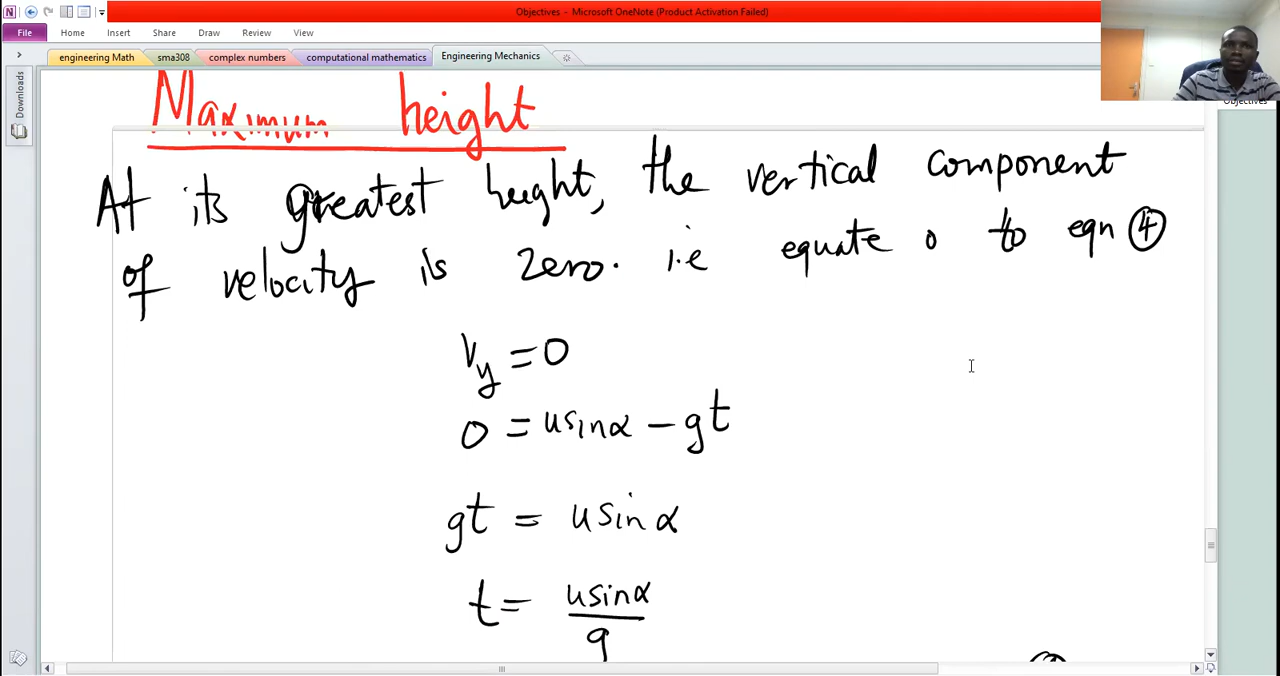 Objectives - Microsoft OneNote (Product Activation Failed)
File Home Insert Share Draw Review View
engineering Math sma308 complex numbers computational mathematics Engineering Mechanics
Objectives
Downloads
Maximum height
At its greatest height, the vertical component
of velocity is zero. i.e equate 0 to eqn ④
Vy = 0
0 = usinα - gt
gt = usinα
t = usinα
g